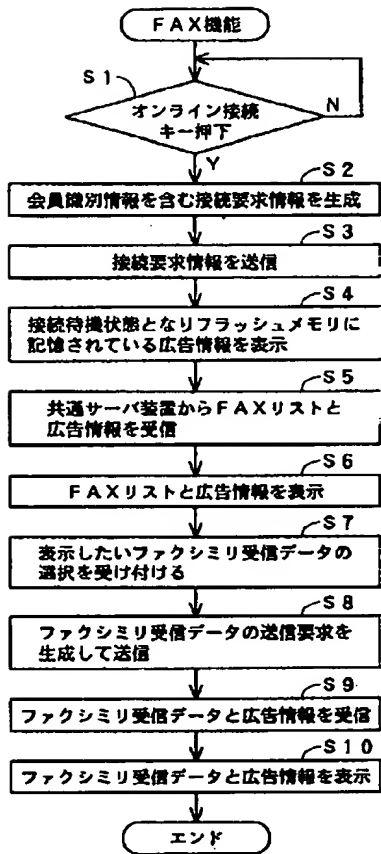 ＦＡＸ機能
Ｓ１
オンライン接続
キー押下
Ｎ
Ｙ
Ｓ２
会員識別情報を含む接続要求情報を生成
Ｓ３
接続要求情報を送信
Ｓ４
接続待機状態となりフラッシュメモリに
記憶されている広告情報を表示
Ｓ５
共通サーバ装置からＦＡＸリストと
広告情報を受信
Ｓ６
ＦＡＸリストと広告情報を表示
Ｓ７
表示したいファクシミリ受信データの
選択を受け付ける
Ｓ８
ファクシミリ受信データの送信要求を
生成して送信
Ｓ９
ファクシミリ受信データと広告情報を受信
Ｓ１０
ファクシミリ受信データと広告情報を表示
エンド